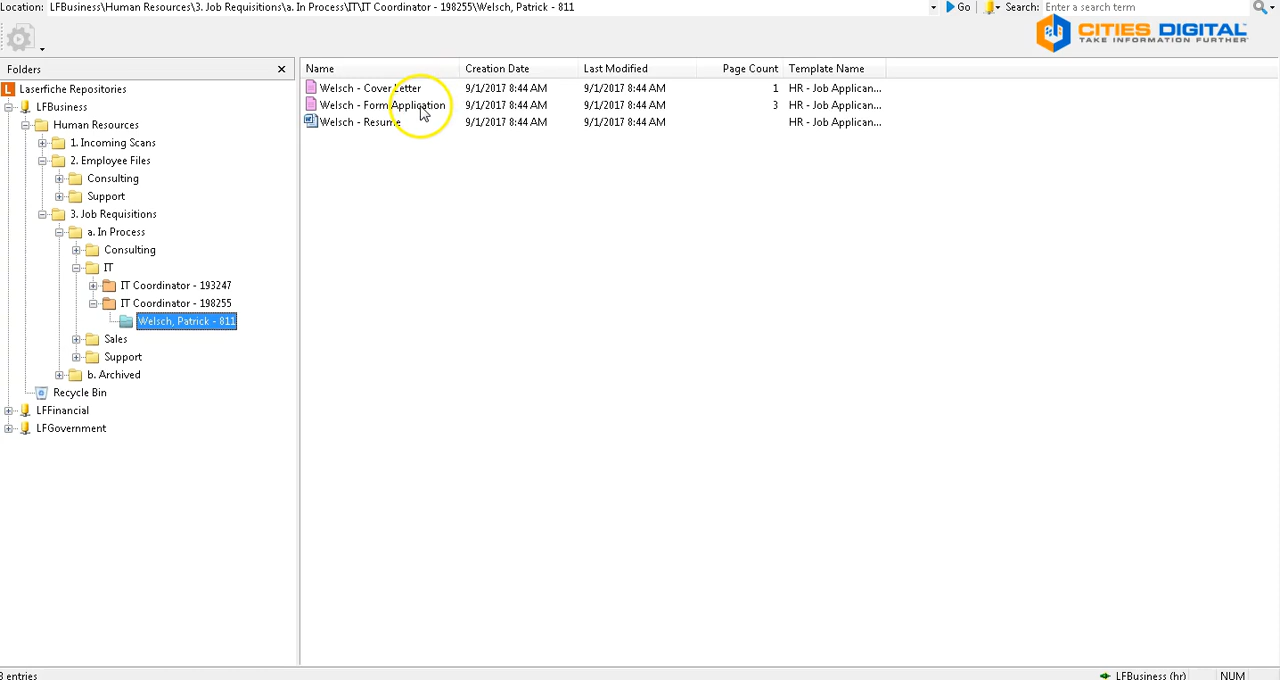 Location: LFBusiness\Human Resources\3. Job Requisitions\a. In Process\IT\IT Coordinator - 198255\Welsch, Patrick - 811 Go Search: Enter a search term
CITIES DIGITAL
TAKE INFORMATION FURTHER
Folders
Name Creation Date Last Modified Page Count Template Name
Laserfiche Repositories
LFBusiness
Human Resources
1. Incoming Scans
2. Employee Files
Consulting
Support
3. Job Requisitions
a. In Process
Consulting
IT
IT Coordinator - 193247
IT Coordinator - 198255
Welsch, Patrick - 811
Sales
Support
b. Archived
Recycle Bin
LFFinancial
LFGovernment
Welsch - Cover Letter 9/1/2017 8:44 AM 9/1/2017 8:44 AM 1 HR - Job Applican...
Welsch - Form Application 9/1/2017 8:44 AM 9/1/2017 8:44 AM 3 HR - Job Applican...
Welsch - Resume 9/1/2017 8:44 AM 9/1/2017 8:44 AM HR - Job Applican...
3 entries LFBusiness (hr) NUM